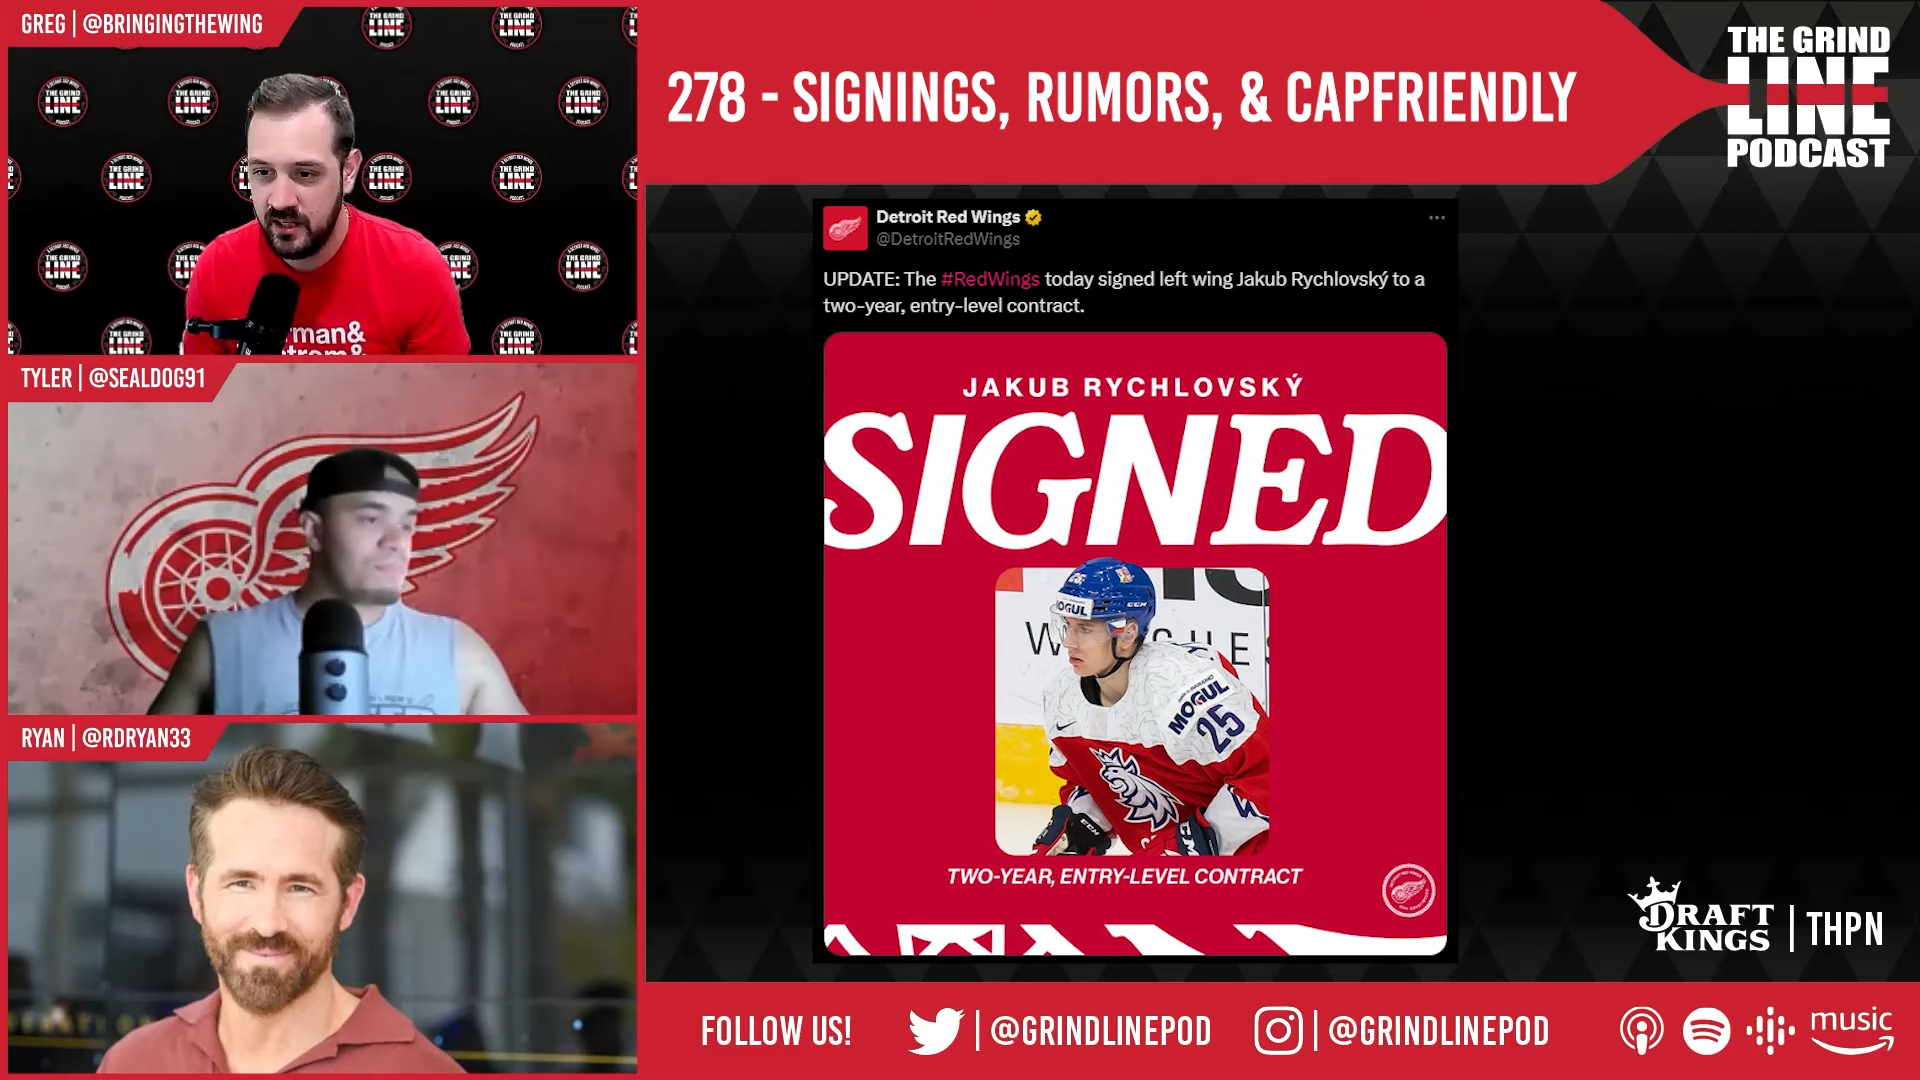 GREG | @BRINGINGTHEWING
278 - SIGNINGS, RUMORS, & CAPFRIENDLY
THE GRIND
LINE
PODCAST
rman&
TYLER | @SEALDOG91
RYAN | @RDRYAN33
Detroit Red Wings
@DetroitRedWings
UPDATE: The #RedWings today signed left wing Jakub Rychlovský to a
two-year, entry-level contract.
JAKUB RYCHLOVSKÝ
SIGNED
MOGUL
25
TWO-YEAR, ENTRY-LEVEL CONTRACT
DRAFT
KINGS | THPN
FOLLOW US!
| @GRINDLINEPOD
| @GRINDLINEPOD
music